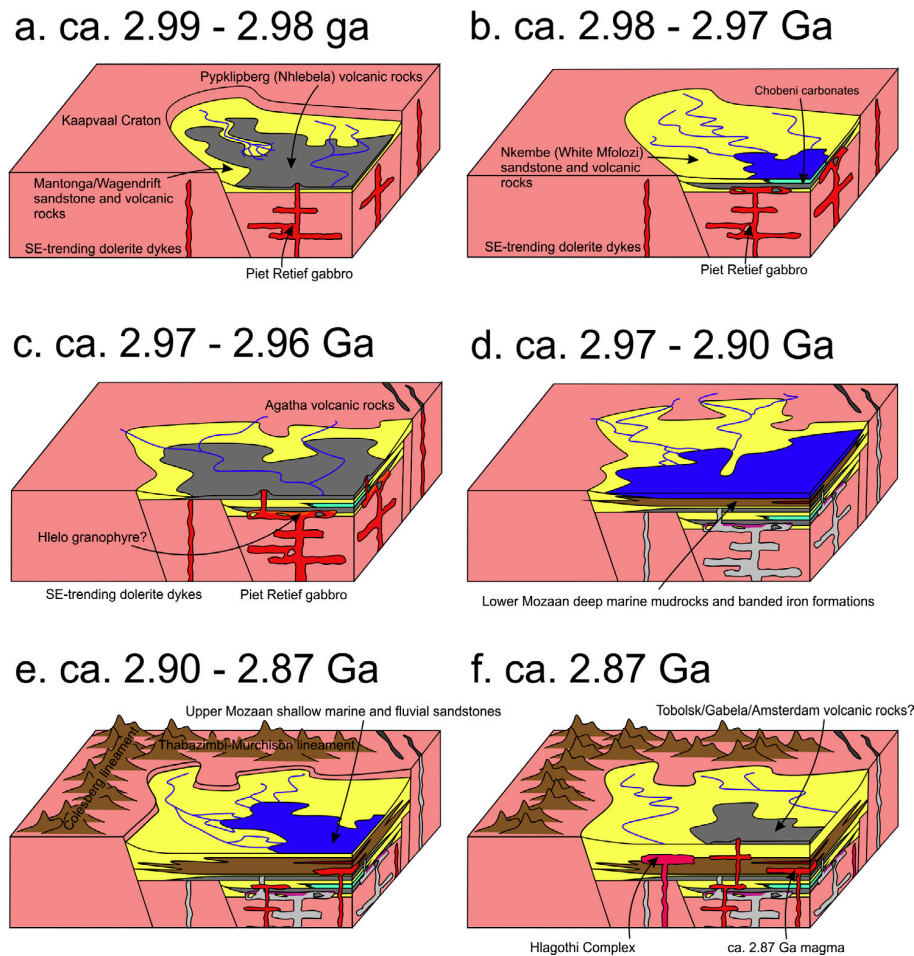 a. ca. 2.99 - 2.98 ga
Pypklipberg (Nhlebela) volcanic rocks
Kaapvaal Craton
Mantonga/Wagendrift
sandstone and volcanic
rocks
SE-trending dolerite dykes
Piet Retief gabbro
b. ca. 2.98 - 2.97 Ga
Chobeni carbonates
Nkembe (White Mfolozi)
sandstone and volcanic
rocks
SE-trending dolerite dykes
Piet Retief gabbro
c. ca. 2.97 - 2.96 Ga
Agatha volcanic rocks
Hlelo granophyre?
SE-trending dolerite dykes
Piet Retief gabbro
d. ca. 2.97 - 2.90 Ga
Lower Mozaan deep marine mudrocks and banded iron formations
e. ca. 2.90 - 2.87 Ga
Upper Mozaan shallow marine and fluvial sandstones
Thabazimbi-Murchison lineament
Colesberg lineament
f. ca. 2.87 Ga
Tobolsk/Gabela/Amsterdam volcanic rocks?
Hlagothi Complex
ca. 2.87 Ga magma